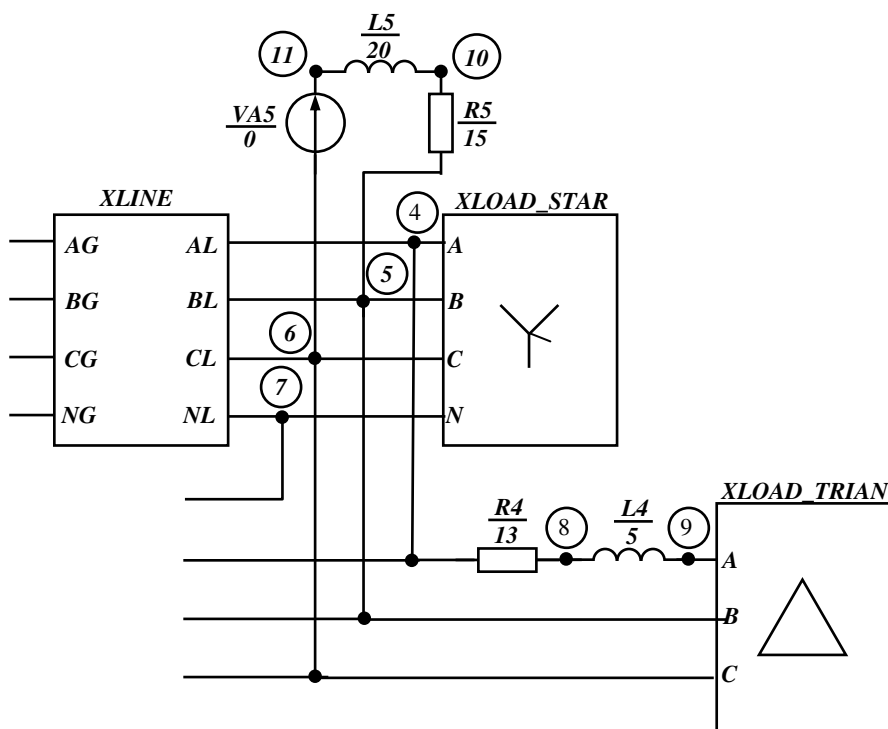 L5
20
11
10
VA5
0
R5
15
XLINE
XLOAD_STAR
4
AG AL A
5
BG BL B
6
CG CL C
7
NG NL N
XLOAD_TRIAN
R4
13
8
L4
5
9
A
B
C